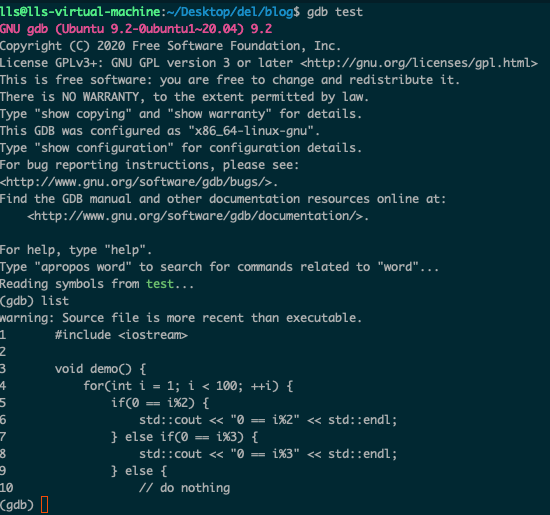 lls@lls-virtual-machine:~/Desktop/del/blog$ gdb test
GNU gdb (Ubuntu 9.2-0ubuntu1~20.04) 9.2
Copyright (C) 2020 Free Software Foundation, Inc.
License GPLv3+: GNU GPL version 3 or later <http://gnu.org/licenses/gpl.html>
This is free software: you are free to change and redistribute it.
There is NO WARRANTY, to the extent permitted by law.
Type "show copying" and "show warranty" for details.
This GDB was configured as "x86_64-linux-gnu".
Type "show configuration" for configuration details.
For bug reporting instructions, please see:
<http://www.gnu.org/software/gdb/bugs/>.
Find the GDB manual and other documentation resources online at:
    <http://www.gnu.org/software/gdb/documentation/>.

For help, type "help".
Type "apropos word" to search for commands related to "word"...
Reading symbols from test...
(gdb) list
warning: Source file is more recent than executable.
1       #include <iostream>
2
3       void demo() {
4           for(int i = 1; i < 100; ++i) {
5               if(0 == i%2) {
6                   std::cout << "0 == i%2" << std::endl;
7               } else if(0 == i%3) {
8                   std::cout << "0 == i%3" << std::endl;
9               } else {
10                  // do nothing
(gdb)